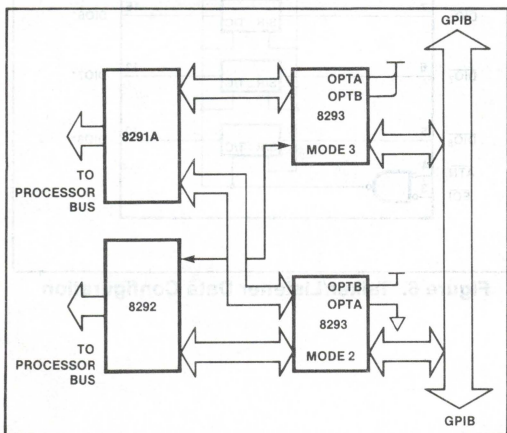 GPIB
OPTA
OPTB
8293
MODE 3
8291A
TO
PROCESSOR
BUS
8292
TO
PROCESSOR
BUS
OPTB
OPTA
8293
MODE 2
GPIB